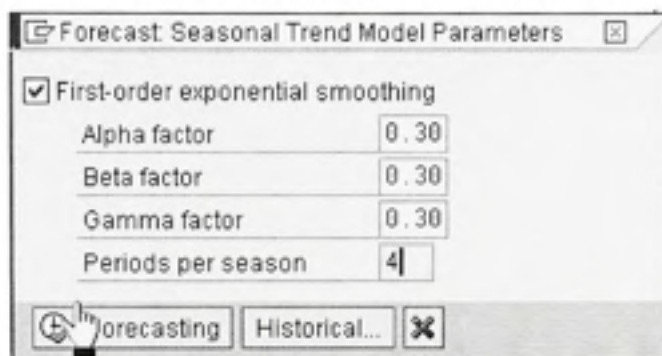 Forecast: Seasonal Trend Model Parameters
First-order exponential smoothing
Alpha factor 0.30
Beta factor 0.30
Gamma factor 0.30
Periods per season 4
Forecasting Historical...